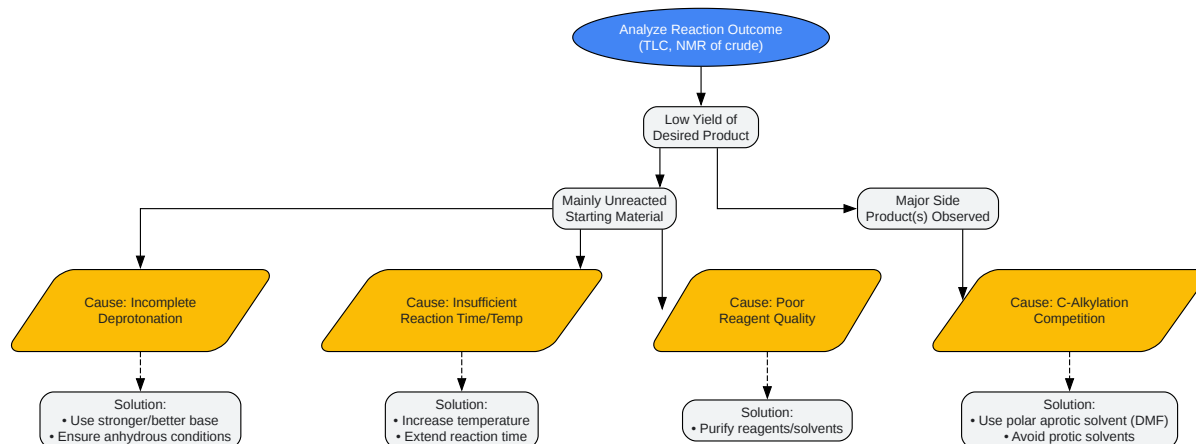 Analyze Reaction Outcome
(TLC, NMR of crude)
Low Yield of
Desired Product
Mainly Unreacted
Starting Material
Major Side
Product(s) Observed
Cause: Incomplete
Deprotonation
Cause: Insufficient
Reaction Time/Temp
Cause: Poor
Reagent Quality
Cause: C-Alkylation
Competition
Solution:
• Use stronger/better base
• Ensure anhydrous conditions
Solution:
• Increase temperature
• Extend reaction time
Solution:
• Purify reagents/solvents
Solution:
• Use polar aprotic solvent (DMF)
• Avoid protic solvents